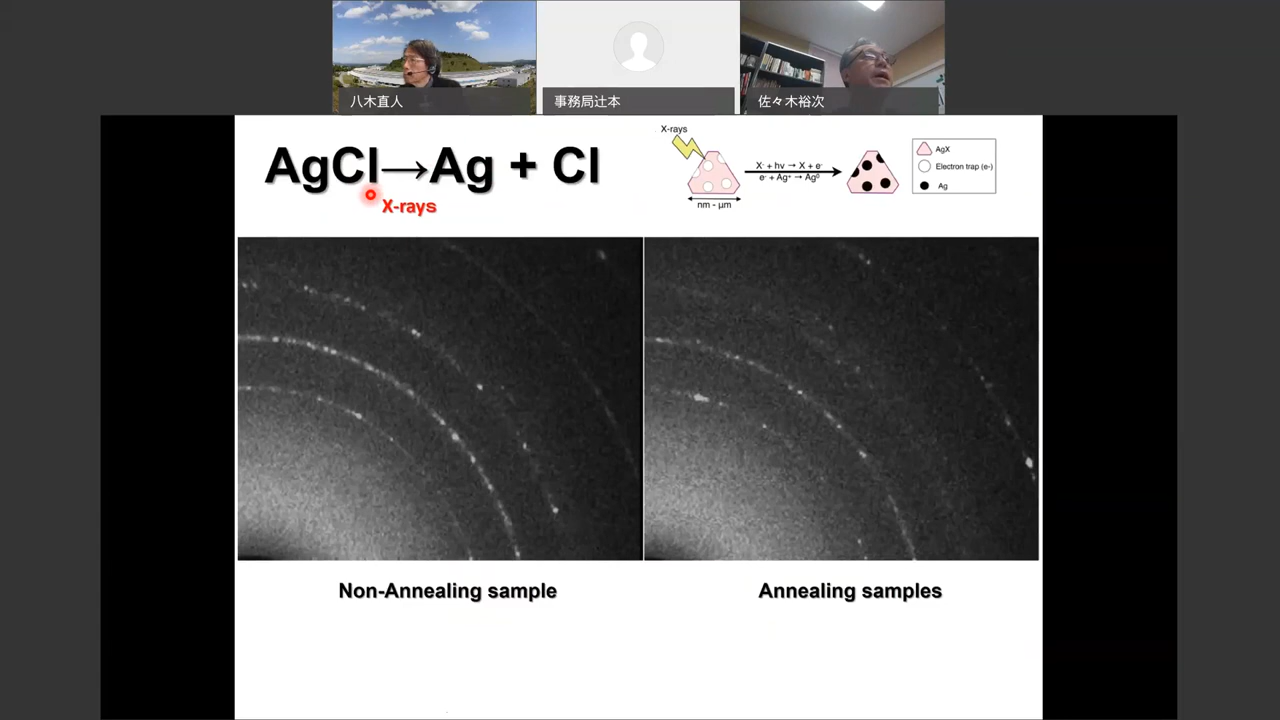 八木直人
事務局辻本
佐々木裕次
AgCl→Ag + Cl
X-rays
X-rays
X⁻ + hν → X + e⁻
e⁻ + Ag⁺ → Ag⁰
nm - μm
AgX
Electron trap (e-)
Ag
Non-Annealing sample
Annealing samples